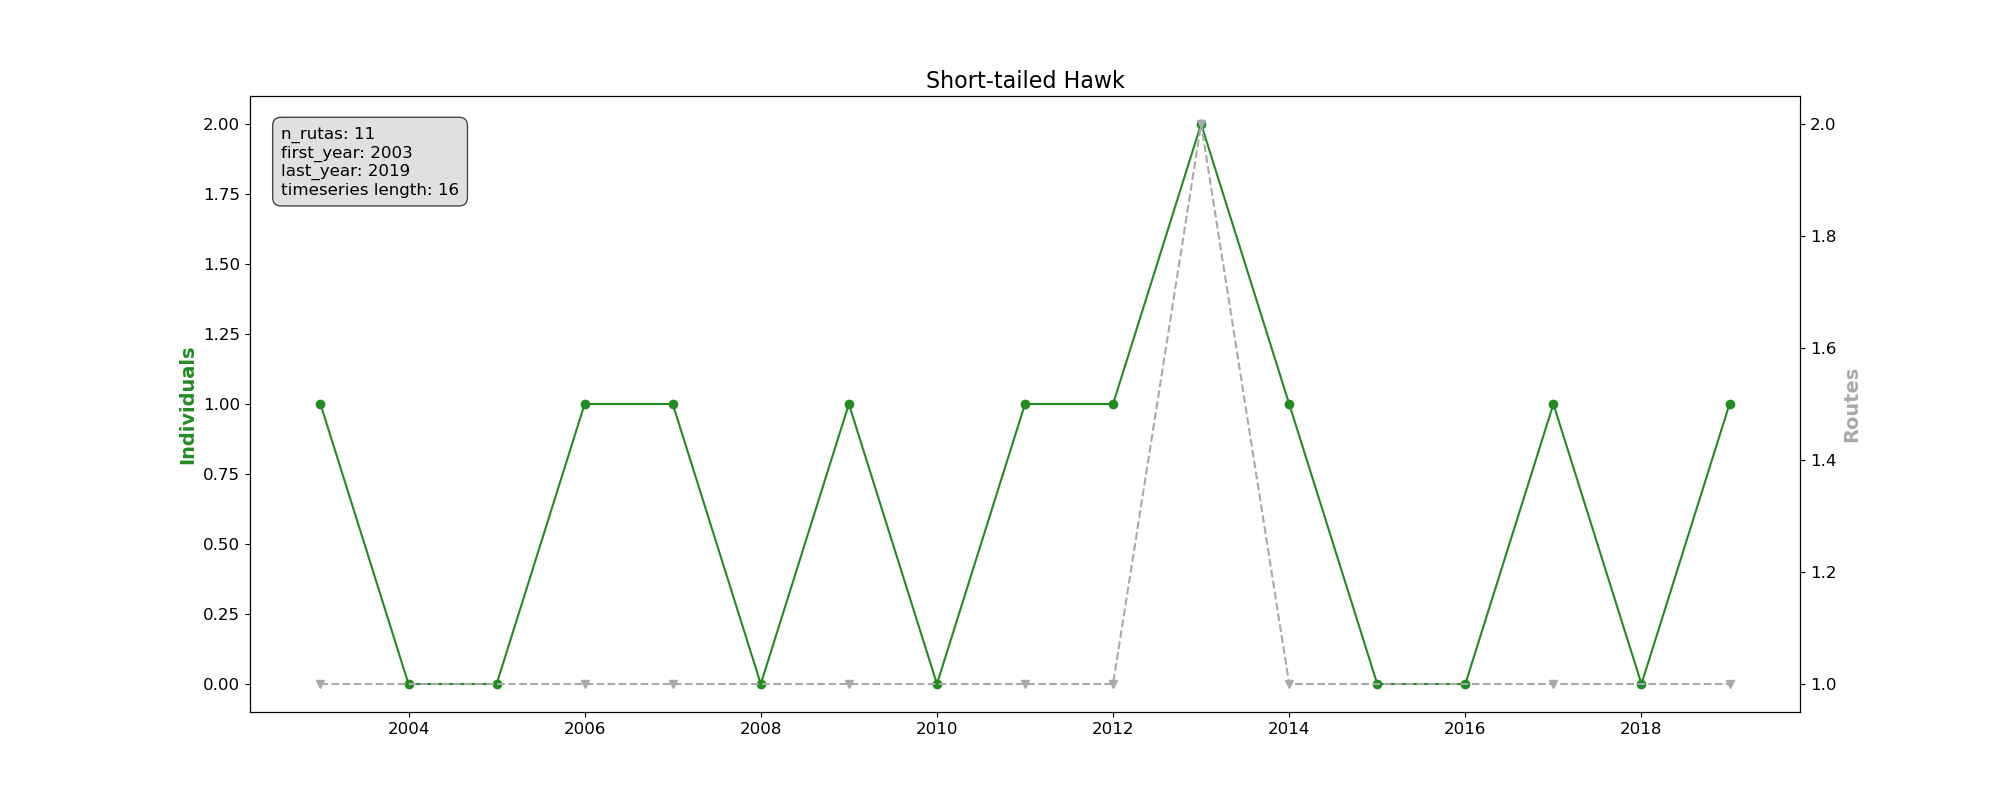 Short-tailed Hawk
n_rutas: 11
first_year: 2003
last_year: 2019
timeseries length: 16
2.00
1.75
1.50
1.25
1.00
0.75
0.50
0.25
0.00
Individuals
2.0
1.8
1.6
1.4
1.2
1.0
Routes
2004 2006 2008 2010 2012 2014 2016 2018